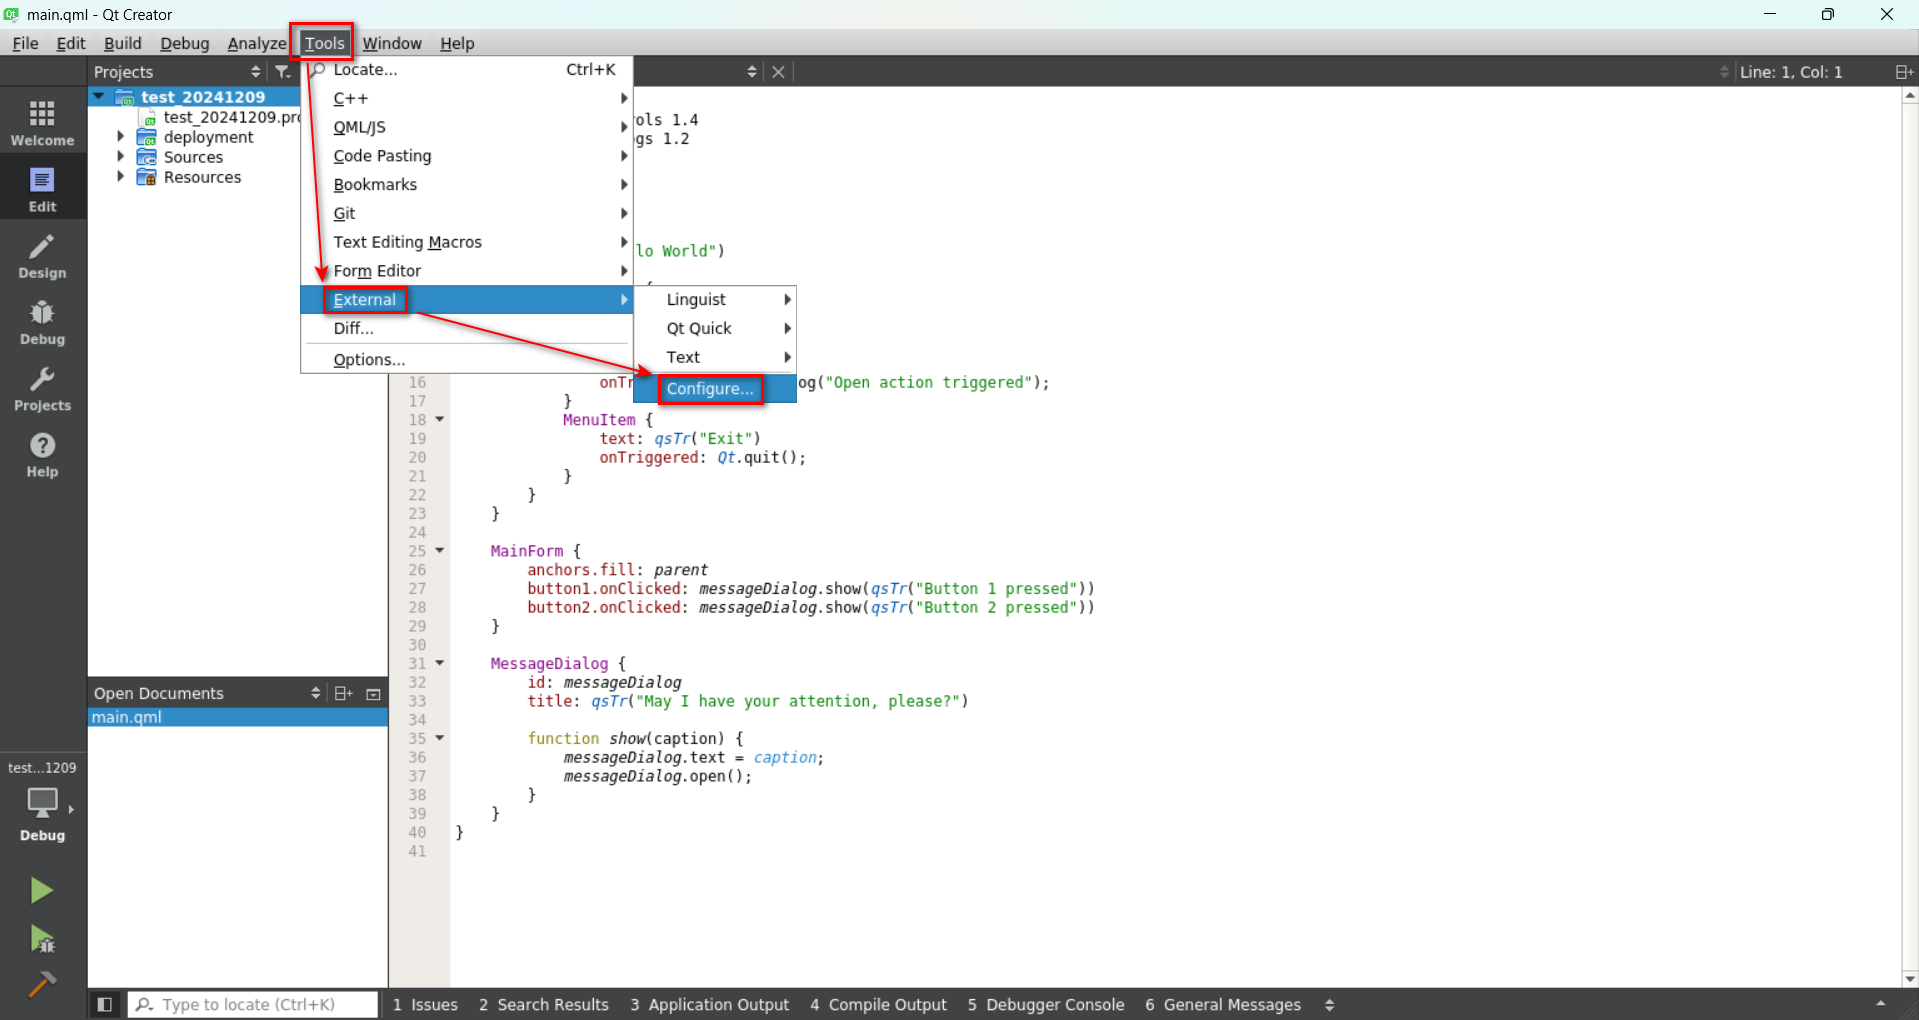 main.qml - Qt Creator
File Edit Build Debug Analyze Tools Window Help
Projects
Line: 1, Col: 1
Welcome
Edit
Design
Debug
Projects
Help
test_20241209
test_20241209.pro
deployment
Sources
Resources
Locate... Ctrl+K
C++
QML/JS
Code Pasting
Bookmarks
Git
Text Editing Macros
Form Editor
External
Diff...
Options...
Linguist
Qt Quick
Text
Configure...
ols 1.4
gs 1.2
lo World")
{
16 onTr og("Open action triggered");
17 }
18 MenuItem {
19 text: qsTr("Exit")
20 onTriggered: Qt.quit();
21 }
22 }
23 }
24
25 MainForm {
26 anchors.fill: parent
27 button1.onClicked: messageDialog.show(qsTr("Button 1 pressed"))
28 button2.onClicked: messageDialog.show(qsTr("Button 2 pressed"))
29 }
30
31 MessageDialog {
32 id: messageDialog
33 title: qsTr("May I have your attention, please?")
34
35 function show(caption) {
36 messageDialog.text = caption;
37 messageDialog.open();
38 }
39 }
40 }
41
Open Documents
main.qml
test...1209
Debug
Type to locate (Ctrl+K)
1 Issues 2 Search Results 3 Application Output 4 Compile Output 5 Debugger Console 6 General Messages